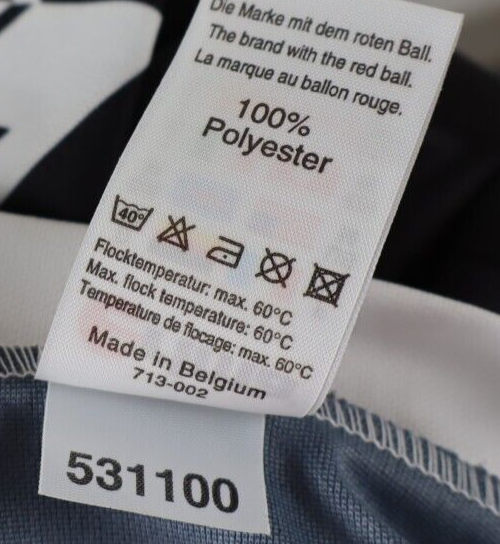 Die Marke mit dem roten Ball.
The brand with the red ball.
La marque au ballon rouge.
100%
Polyester
40°
Flocktemperatur: max. 60°C
Max. flock temperature: 60°C
Temperature de flocage: max. 60°C
Made in Belgium
713-002
531100